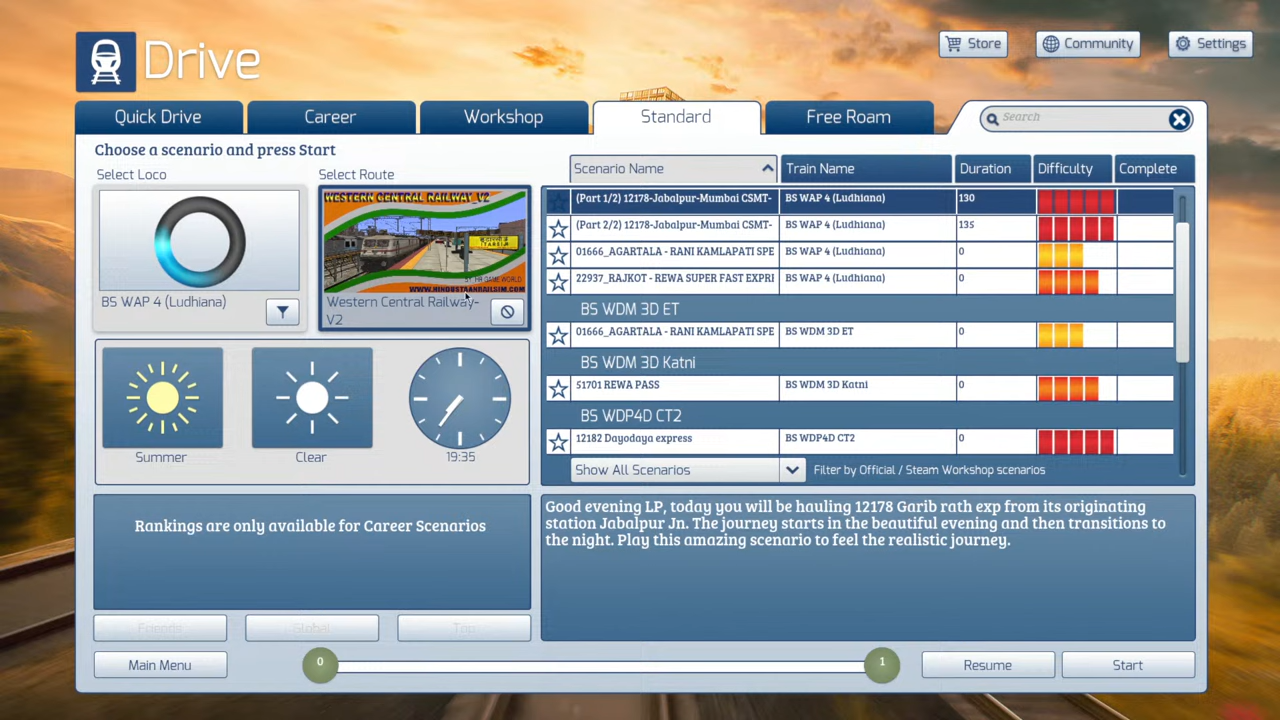 Drive
Store
Community
Settings
Quick Drive
Career
Workshop
Standard
Free Roam
Search
Choose a scenario and press Start
Select Loco
Select Route
WESTERN CENTRAL RAILWAY_V2
WWW.HINDUSTAANRAILSIM.COM
BS WAP 4 (Ludhiana)
Western Central Railway-
V2
Scenario Name
Train Name
Duration
Difficulty
Complete
(Part 1/2) 12178-Jabalpur-Mumbai CSMT-
BS WAP 4 (Ludhiana)
130
(Part 2/2) 12178-Jabalpur-Mumbai CSMT-
BS WAP 4 (Ludhiana)
135
01666_AGARTALA - RANI KAMLAPATI SPE
BS WAP 4 (Ludhiana)
0
22937_RAJKOT - REWA SUPER FAST EXPRI
BS WAP 4 (Ludhiana)
0
BS WDM 3D ET
01666_AGARTALA - RANI KAMLAPATI SPE
BS WDM 3D ET
0
BS WDM 3D Katni
51701 REWA PASS
BS WDM 3D Katni
0
BS WDP4D CT2
12182 Dayodaya express
BS WDP4D CT2
0
Show All Scenarios
Filter by Official / Steam Workshop scenarios
Summer
Clear
19:35
Rankings are only available for Career Scenarios
Good evening LP, today you will be hauling 12178 Garib rath exp from its originating
station Jabalpur Jn. The journey starts in the beautiful evening and then transitions to
the night. Play this amazing scenario to feel the realistic journey.
Friends
Global
Top
Main Menu
0
1
Resume
Start